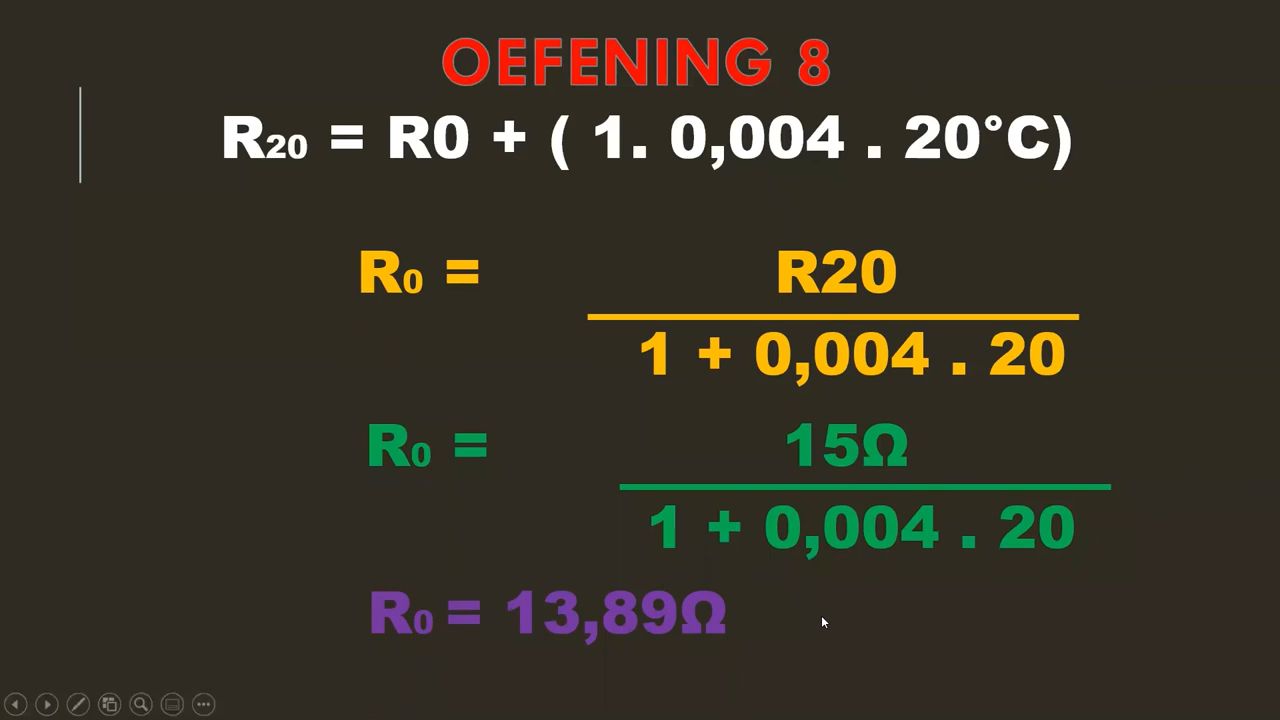 OEFENING 8
R20 = R0 + ( 1. 0,004 . 20°C)
R0 = R20
1 + 0,004 . 20
R0 = 15Ω
1 + 0,004 . 20
R0 = 13,89Ω